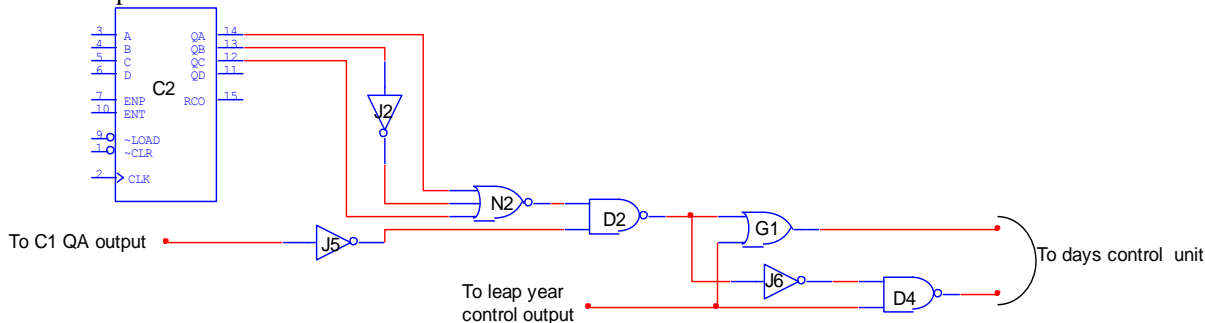 3 A QA 14
4 B QB 13
5 C QC 12
6 D QD 11
C2
7 ENP RCO 15
10 ENT
J2
9 ~LOAD
1 ~CLR
2 CLK
N2
D2
G1
To C1 QA output
J5
To days control unit
J6
To leap year
control output
D4